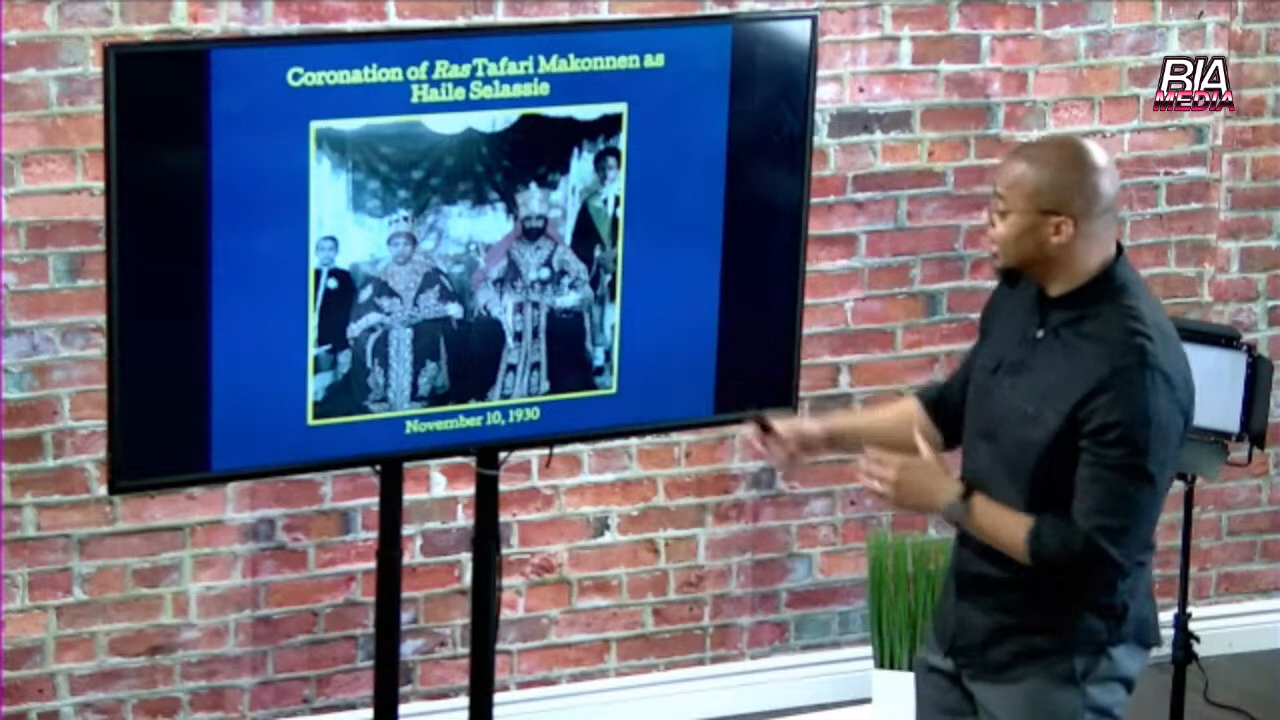 Coronation of Ras Tafari Makonnen as
Haile Selassie
November 10, 1930
BIA
MEDIA